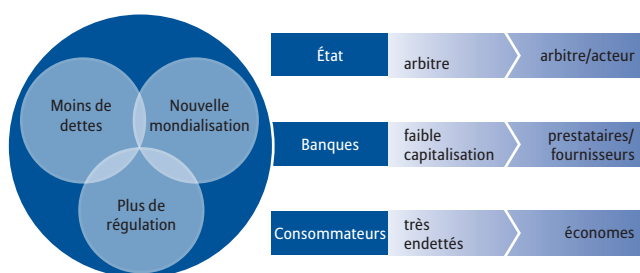 Moins de
dettes
Nouvelle
mondialisation
Plus de
régulation
État
arbitre
arbitre/acteur
Banques
faible
capitalisation
prestataires/
fournisseurs
Consommateurs
très
endettés
économes